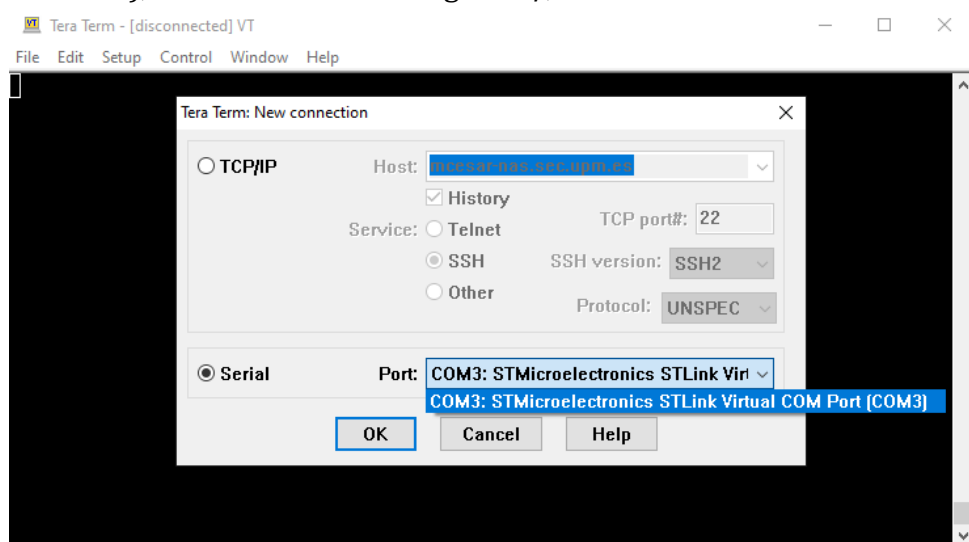 VT Tera Term - [disconnected] VT
File Edit Setup Control Window Help
Tera Term: New connection
TCP/IP Host: mcesar-nas.sec.upm.es
History
Service: Telnet TCP port#: 22
SSH SSH version: SSH2
Other Protocol: UNSPEC
Serial Port: COM3: STMicroelectronics STLink Virt
COM3: STMicroelectronics STLink Virtual COM Port (COM3)
OK Cancel Help